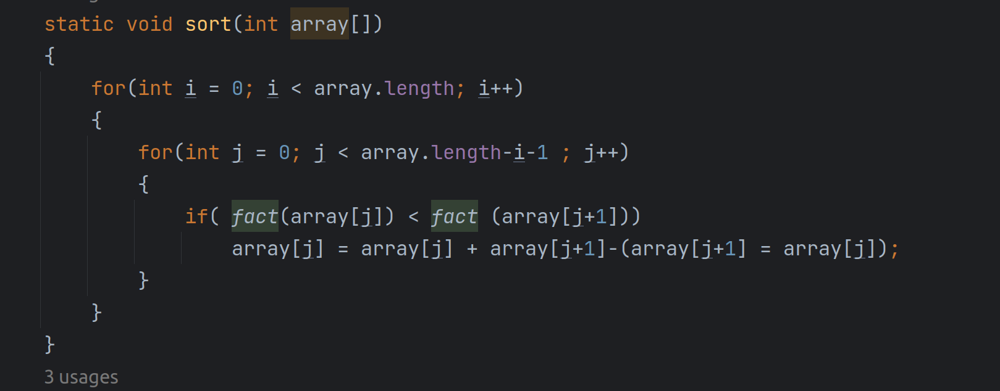 static void sort(int array[])
{
for(int i = 0; i < array.length; i++)
{
for(int j = 0; j < array.length-i-1 ; j++)
{
if( fact(array[j]) < fact (array[j+1]))
array[j] = array[j] + array[j+1]-(array[j+1] = array[j]);
}
}
}
3 usages